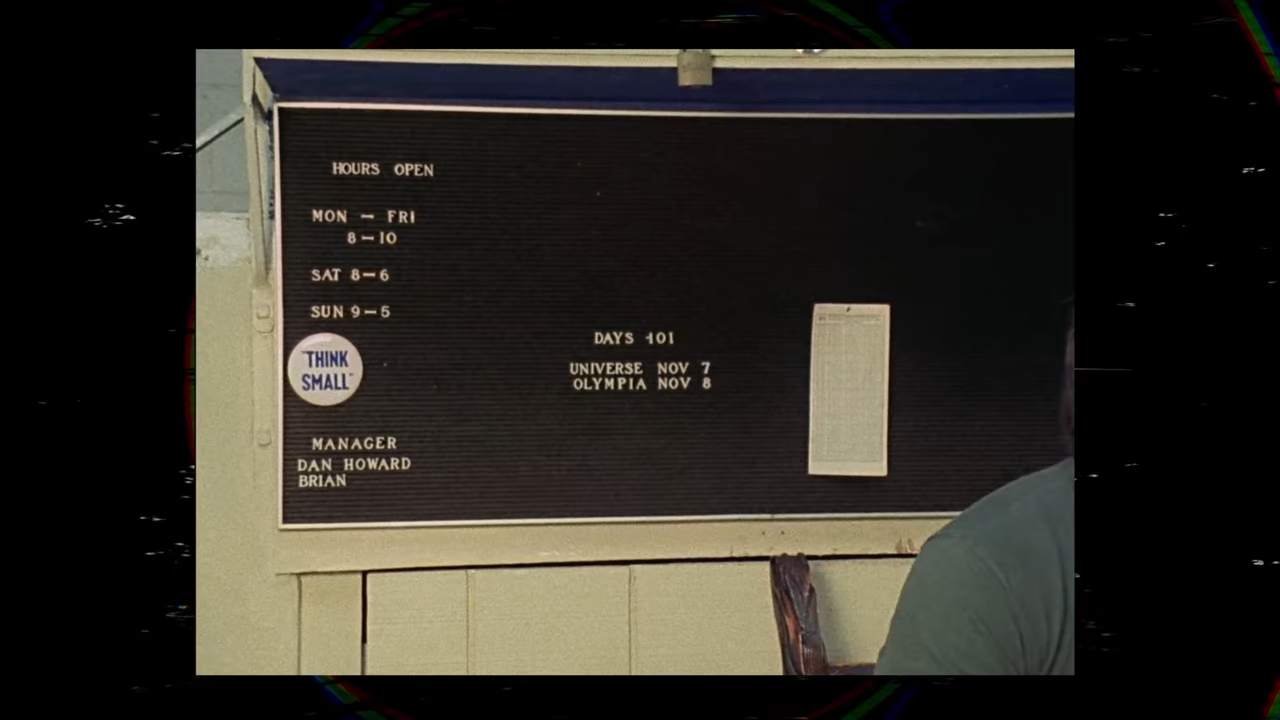 HOURS OPEN
MON - FRI
8-10
SAT 8-6
SUN 9-5
"THINK
SMALL"
MANAGER
DAN HOWARD
BRIAN
DAYS 101
UNIVERSE NOV 7
OLYMPIA NOV 8